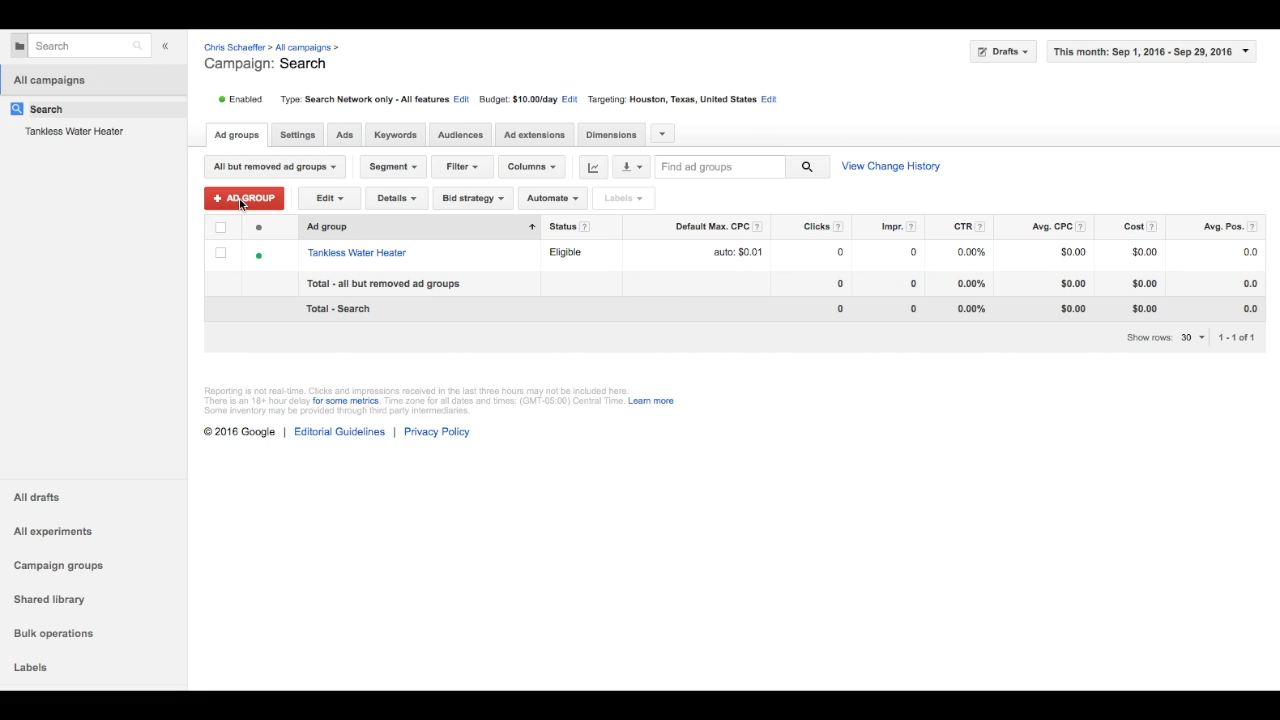 Search
All campaigns
Search
Tankless Water Heater
All drafts
All experiments
Campaign groups
Shared library
Bulk operations
Labels
Chris Schaeffer > All campaigns >
Campaign: Search
Drafts
This month: Sep 1, 2016 - Sep 29, 2016
Enabled Type: Search Network only - All features Edit Budget: $10.00/day Edit Targeting: Houston, Texas, United States Edit
Ad groups Settings Ads Keywords Audiences Ad extensions Dimensions
All but removed ad groups Segment Filter Columns Find ad groups View Change History
+ AD GROUP Edit Details Bid strategy Automate Labels
Ad group Status ? Default Max. CPC ? Clicks ? Impr. ? CTR ? Avg. CPC ? Cost ? Avg. Pos. ?
Tankless Water Heater Eligible auto: $0.01 0 0 0.00% $0.00 $0.00 0.0
Total - all but removed ad groups 0 0 0.00% $0.00 $0.00 0.0
Total - Search 0 0 0.00% $0.00 $0.00 0.0
Show rows: 30 1 - 1 of 1
Reporting is not real-time. Clicks and impressions received in the last three hours may not be included here.
There is an 18+ hour delay for some metrics. Time zone for all dates and times: (GMT-05:00) Central Time. Learn more
Some inventory may be provided through third party intermediaries.
© 2016 Google | Editorial Guidelines | Privacy Policy